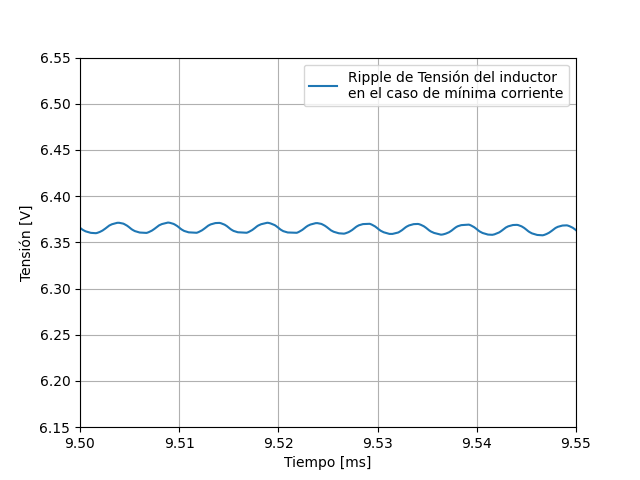 6.55
6.50
6.45
6.40
6.35
6.30
6.25
6.20
6.15
Tensión [V]
Ripple de Tensión del inductor
en el caso de mínima corriente
9.50 9.51 9.52 9.53 9.54 9.55
Tiempo [ms]